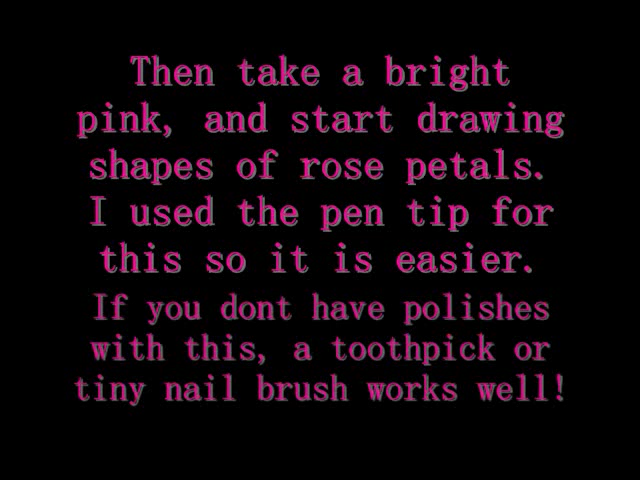 Then take a bright
pink, and start drawing
shapes of rose petals.
I used the pen tip for
this so it is easier.
If you dont have polishes
with this, a toothpick or
tiny nail brush works well!